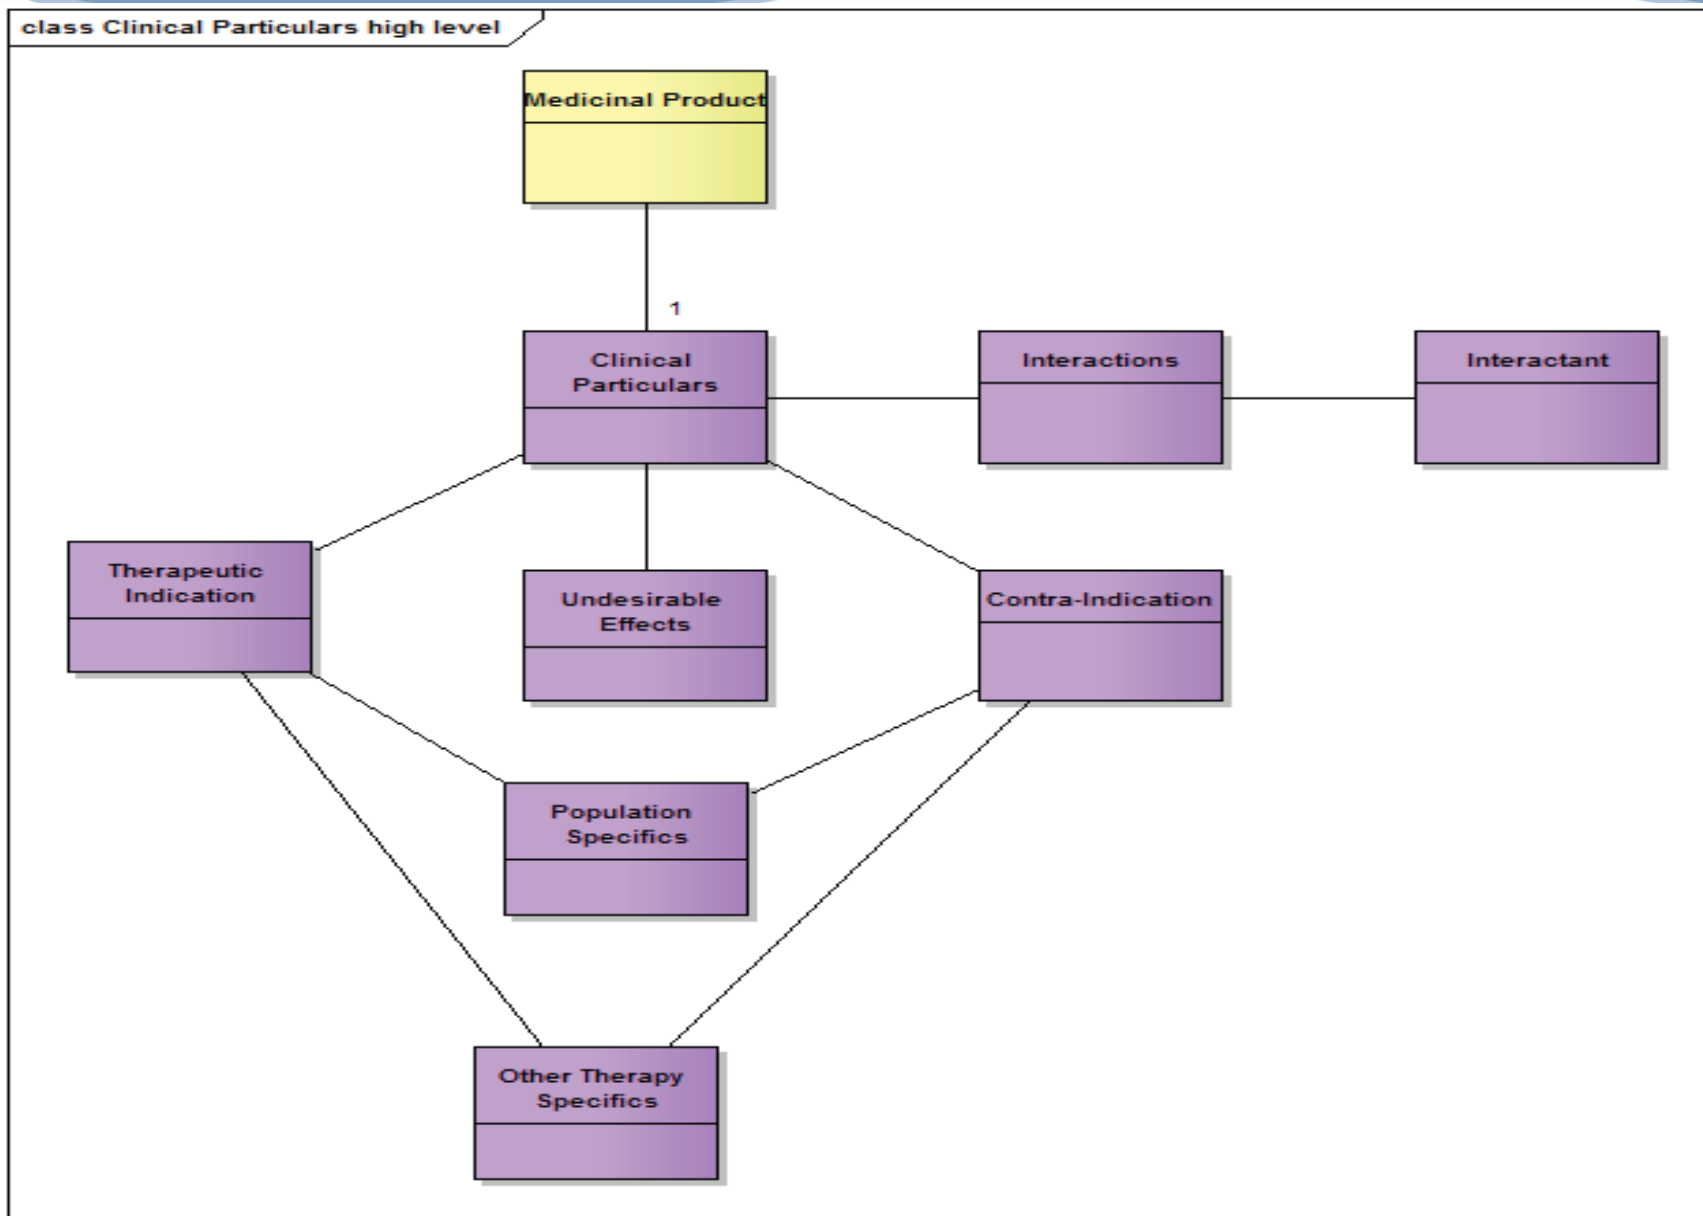 class Clinical Particulars high level
Medicinal Product
1
Clinical
Particulars
Interactions
Interactant
Therapeutic
Indication
Undesirable
Effects
Contra-Indication
Population
Specifics
Other Therapy
Specifics